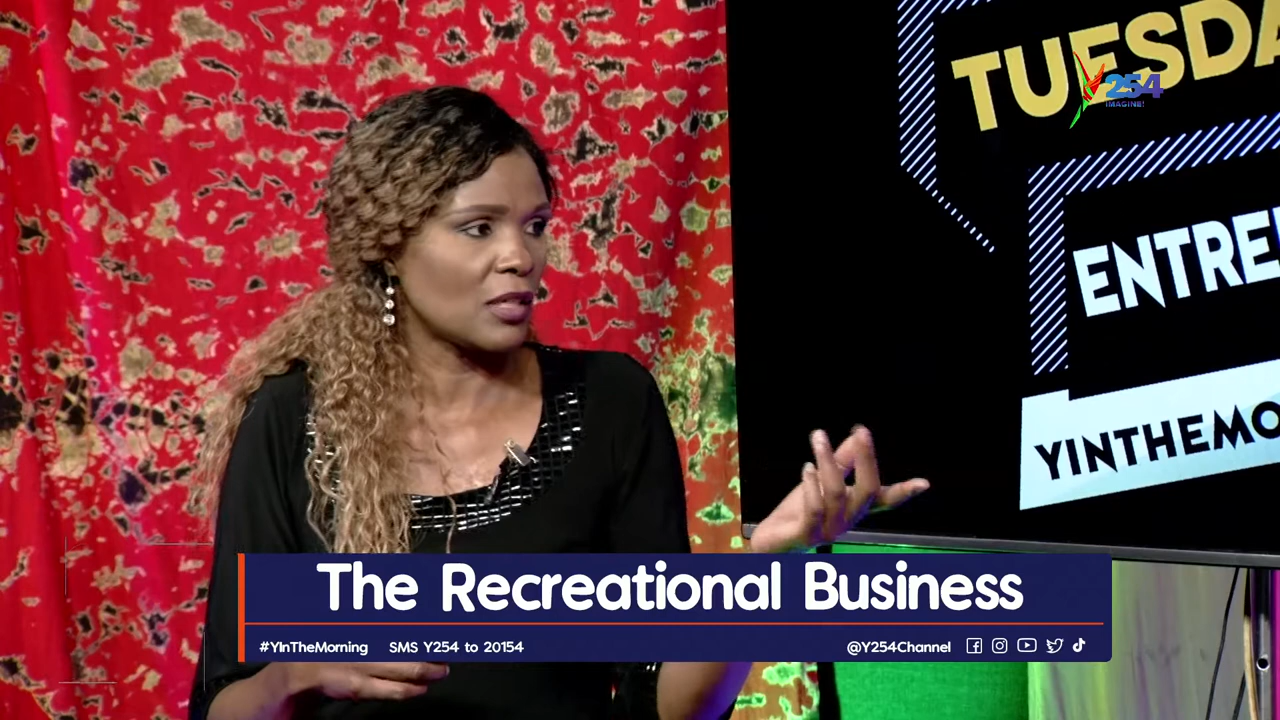 TUESDA
254
IMAGINE!
ENTRE
YINTHEMO
The Recreational Business
#YInTheMorning SMS Y254 to 20154
@Y254Channel